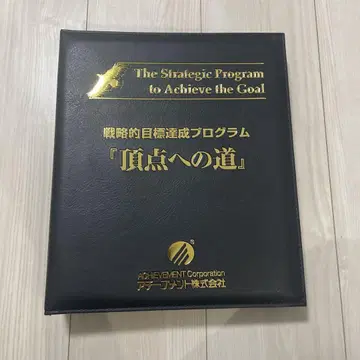 The Strategic Program
to Achieve the Goal
戦略的目標達成プログラム
『頂点への道』
®
ACHIEVEMENT Corporation
アチーブメント株式会社